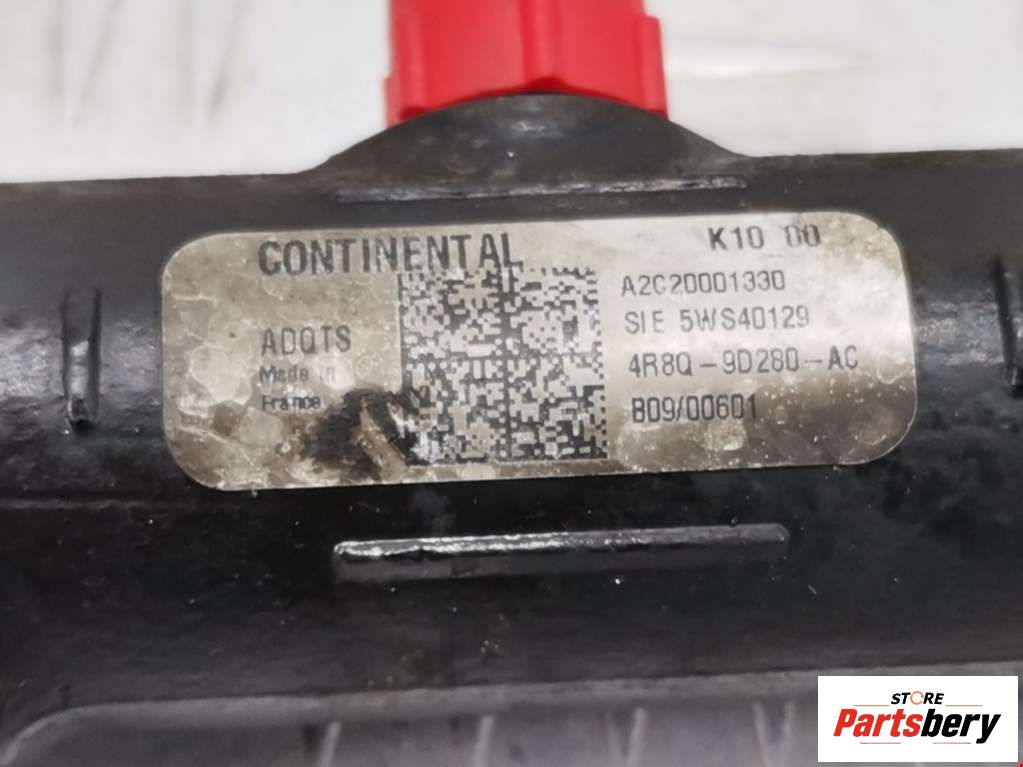 CONTINENTAL
K10 00
A2C20001330
SIE 5WS40129
4R8Q-9D280-AC
B09/00601
ADQTS
Made in
France
STORE
Partsbery